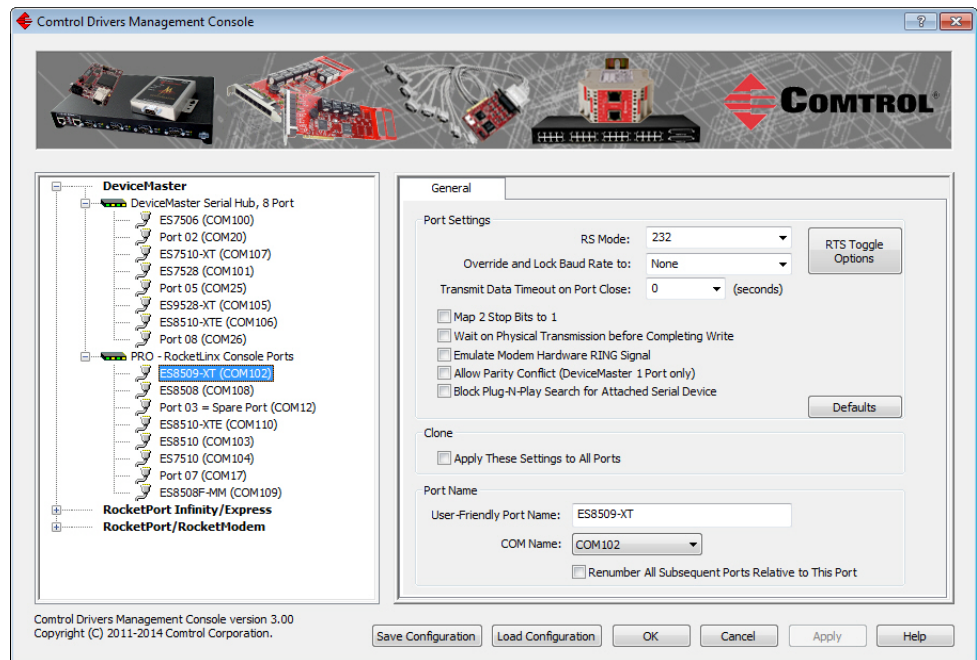 Comtrol Drivers Management Console
COMTROL
DeviceMaster
DeviceMaster Serial Hub, 8 Port
ES7506 (COM100)
Port 02 (COM20)
ES7510-XT (COM107)
ES7528 (COM101)
Port 05 (COM25)
ES9528-XT (COM105)
ES8510-XTE (COM106)
Port 08 (COM26)
PRO - RocketLinx Console Ports
ES8509-XT (COM102)
ES8508 (COM108)
Port 03 = Spare Port (COM12)
ES8510-XTE (COM110)
ES8510 (COM103)
ES7510 (COM104)
Port 07 (COM17)
ES8508F-MM (COM109)
RocketPort Infinity/Express
RocketPort/RocketModem
General
Port Settings
RS Mode: 232
RTS Toggle
Options
Override and Lock Baud Rate to: None
Transmit Data Timeout on Port Close: 0 (seconds)
Map 2 Stop Bits to 1
Wait on Physical Transmission before Completing Write
Emulate Modem Hardware RING Signal
Allow Parity Conflict (DeviceMaster 1 Port only)
Block Plug-N-Play Search for Attached Serial Device
Defaults
Clone
Apply These Settings to All Ports
Port Name
User-Friendly Port Name: ES8509-XT
COM Name: COM102
Renumber All Subsequent Ports Relative to This Port
Comtrol Drivers Management Console version 3.00
Copyright (C) 2011-2014 Comtrol Corporation.
Save Configuration Load Configuration OK Cancel Apply Help